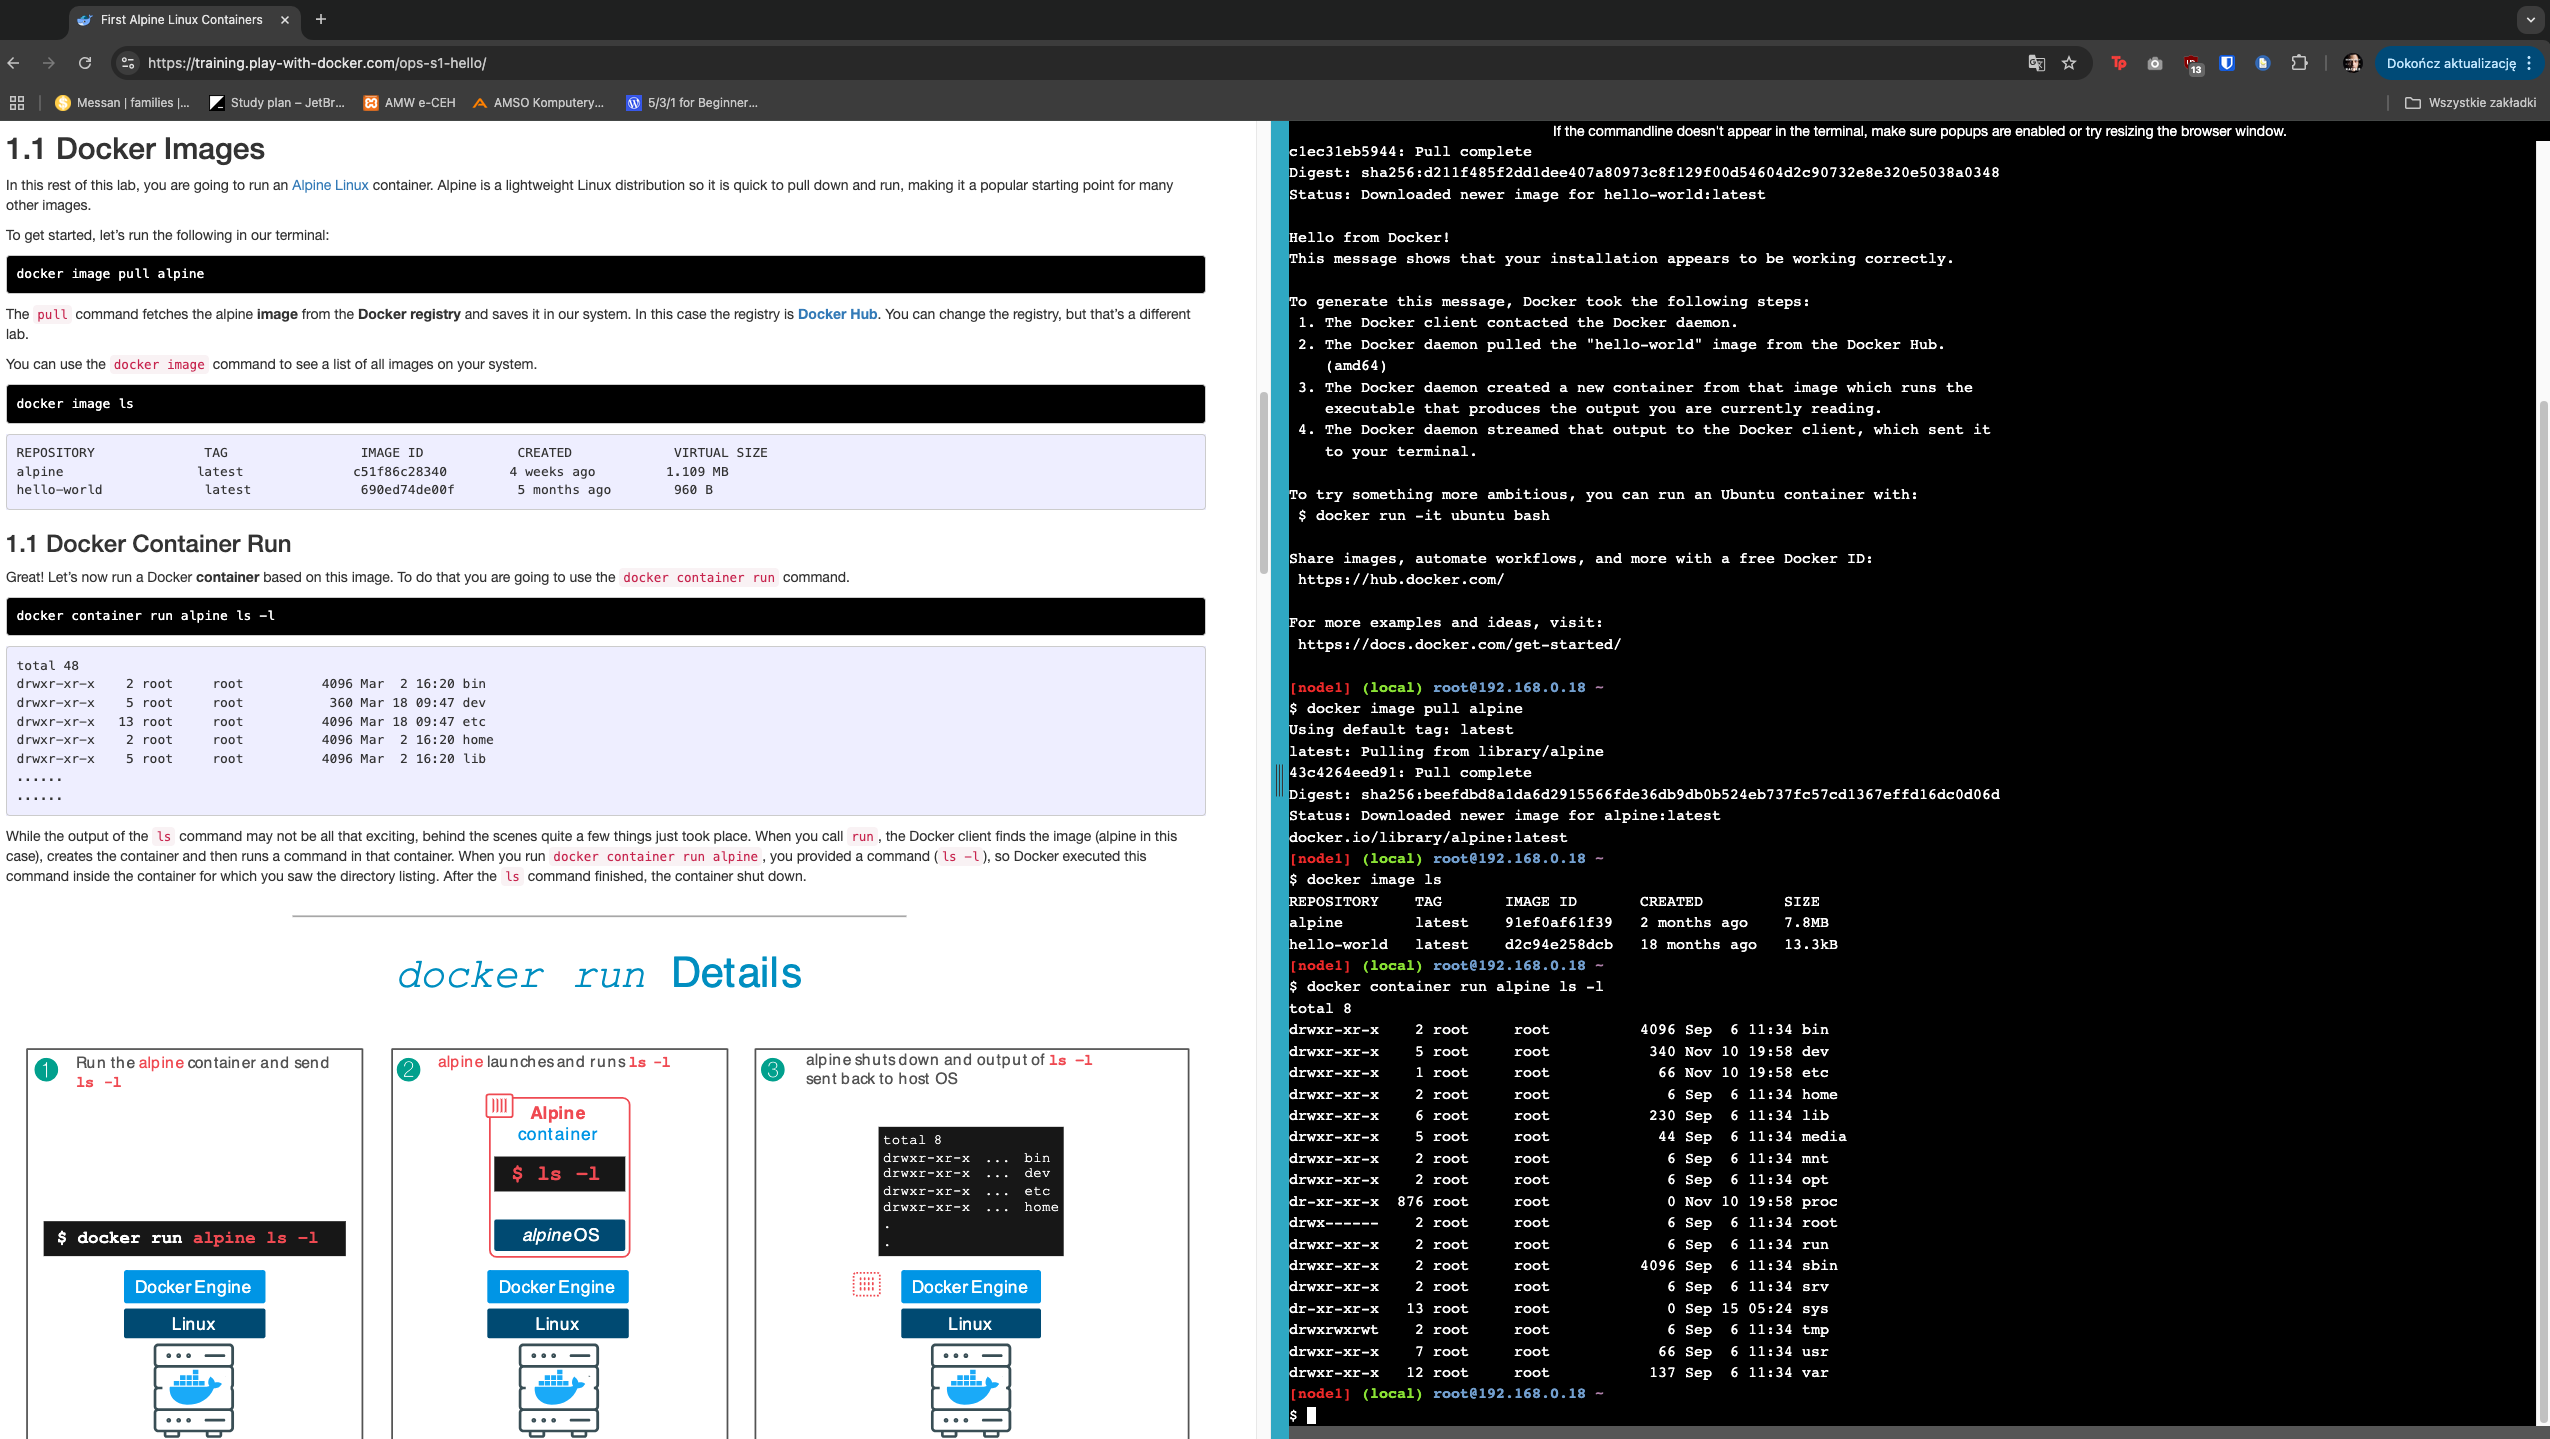 First Alpine Linux Containers
https://training.play-with-docker.com/ops-s1-hello/
13
Dokończ aktualizację
Messan | families |...
Study plan – JetBr...
AMW e-CEH
AMSO Komputery...
5/3/1 for Beginner...
Wszystkie zakładki
1.1 Docker Images
In this rest of this lab, you are going to run an Alpine Linux container. Alpine is a lightweight Linux distribution so it is quick to pull down and run, making it a popular starting point for many
other images.
To get started, let's run the following in our terminal:
docker image pull alpine
The pull command fetches the alpine image from the Docker registry and saves it in our system. In this case the registry is Docker Hub. You can change the registry, but that's a different
lab.
You can use the docker image command to see a list of all images on your system.
docker image ls
REPOSITORY TAG IMAGE ID CREATED VIRTUAL SIZE
alpine latest c51f86c28340 4 weeks ago 1.109 MB
hello-world latest 690ed74de00f 5 months ago 960 B
1.1 Docker Container Run
Great! Let's now run a Docker container based on this image. To do that you are going to use the docker container run command.
docker container run alpine ls -l
total 48
drwxr-xr-x 2 root root 4096 Mar 2 16:20 bin
drwxr-xr-x 5 root root 360 Mar 18 09:47 dev
drwxr-xr-x 13 root root 4096 Mar 18 09:47 etc
drwxr-xr-x 2 root root 4096 Mar 2 16:20 home
drwxr-xr-x 5 root root 4096 Mar 2 16:20 lib
......
......
While the output of the ls command may not be all that exciting, behind the scenes quite a few things just took place. When you call run, the Docker client finds the image (alpine in this
case), creates the container and then runs a command in that container. When you run docker container run alpine, you provided a command (ls -l), so Docker executed this
command inside the container for which you saw the directory listing. After the ls command finished, the container shut down.
docker run Details
1 Run the alpine container and send
ls -l
$ docker run alpine ls -l
Docker Engine
Linux
2 alpine launches and runs ls -l
Alpine
container
$ ls -l
alpineOS
Docker Engine
Linux
3 alpine shuts down and output of ls -l
sent back to host OS
total 8
drwxr-xr-x ... bin
drwxr-xr-x ... dev
drwxr-xr-x ... etc
drwxr-xr-x ... home
.
.
Docker Engine
Linux
If the commandline doesn't appear in the terminal, make sure popups are enabled or try resizing the browser window.
c1ec31eb5944: Pull complete
Digest: sha256:d211f485f2dd1dee407a80973c8f129f00d54604d2c90732e8e320e5038a0348
Status: Downloaded newer image for hello-world:latest
Hello from Docker!
This message shows that your installation appears to be working correctly.
To generate this message, Docker took the following steps:
1. The Docker client contacted the Docker daemon.
2. The Docker daemon pulled the "hello-world" image from the Docker Hub.
(amd64)
3. The Docker daemon created a new container from that image which runs the
executable that produces the output you are currently reading.
4. The Docker daemon streamed that output to the Docker client, which sent it
to your terminal.
To try something more ambitious, you can run an Ubuntu container with:
$ docker run -it ubuntu bash
Share images, automate workflows, and more with a free Docker ID:
https://hub.docker.com/
For more examples and ideas, visit:
https://docs.docker.com/get-started/
[node1] (local) root@192.168.0.18 ~
$ docker image pull alpine
Using default tag: latest
latest: Pulling from library/alpine
43c4264eed91: Pull complete
Digest: sha256:beefdbd8a1da6d2915566fde36db9db0b524eb737fc57cd1367effd16dc0d06d
Status: Downloaded newer image for alpine:latest
docker.io/library/alpine:latest
[node1] (local) root@192.168.0.18 ~
$ docker image ls
REPOSITORY TAG IMAGE ID CREATED SIZE
alpine latest 91ef0af61f39 2 months ago 7.8MB
hello-world latest d2c94e258dcb 18 months ago 13.3kB
[node1] (local) root@192.168.0.18 ~
$ docker container run alpine ls -l
total 8
drwxr-xr-x 2 root root 4096 Sep 6 11:34 bin
drwxr-xr-x 5 root root 340 Nov 10 19:58 dev
drwxr-xr-x 1 root root 66 Nov 10 19:58 etc
drwxr-xr-x 2 root root 6 Sep 6 11:34 home
drwxr-xr-x 6 root root 230 Sep 6 11:34 lib
drwxr-xr-x 5 root root 44 Sep 6 11:34 media
drwxr-xr-x 2 root root 6 Sep 6 11:34 mnt
drwxr-xr-x 2 root root 6 Sep 6 11:34 opt
dr-xr-xr-x 876 root root 0 Nov 10 19:58 proc
drwx------ 2 root root 6 Sep 6 11:34 root
drwxr-xr-x 2 root root 6 Sep 6 11:34 run
drwxr-xr-x 2 root root 4096 Sep 6 11:34 sbin
drwxr-xr-x 2 root root 6 Sep 6 11:34 srv
dr-xr-xr-x 13 root root 0 Sep 15 05:24 sys
drwxrwxrwt 2 root root 6 Sep 6 11:34 tmp
drwxr-xr-x 7 root root 66 Sep 6 11:34 usr
drwxr-xr-x 12 root root 137 Sep 6 11:34 var
[node1] (local) root@192.168.0.18 ~
$